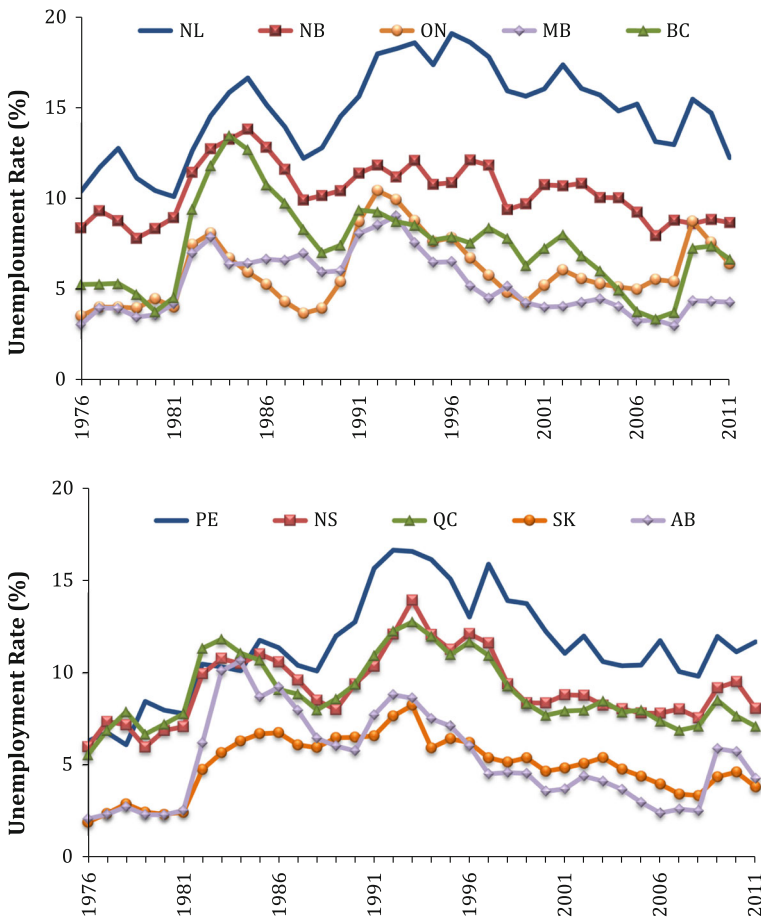 20
NL NB ON MB BC
15
10
5
0
Unemploument Rate (%)
1976 1981 1986 1991 1996 2001 2006 2011
20
PE NS QC SK AB
15
10
5
0
Unemployment Rate (%)
1976 1981 1986 1991 1996 2001 2006 2011